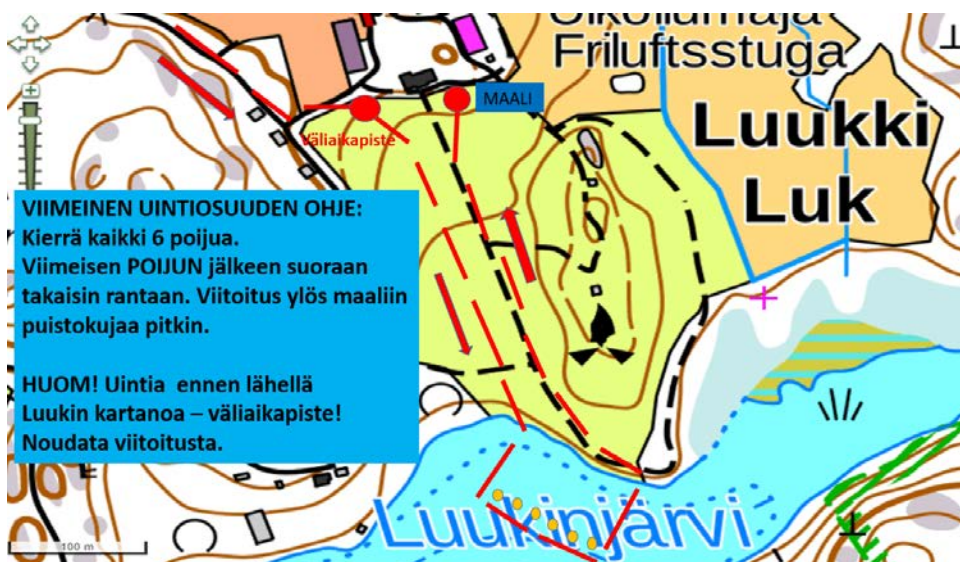 Ulkoilumaja
Friluftsstuga
MAALI
Väliaikapiste
Luukki
Luk
VIIMEINEN UINTIOSUUDEN OHJE:
Kierrä kaikki 6 poijua.
Viimeisen POIJUN jälkeen suoraan
takaisin rantaan. Viitoitus ylös maaliin
puistokujaa pitkin.
HUOM! Uintia ennen lähellä
Luukin kartanoa – väliaikapiste!
Noudata viitoitusta.
Luukinjärvi
100 m